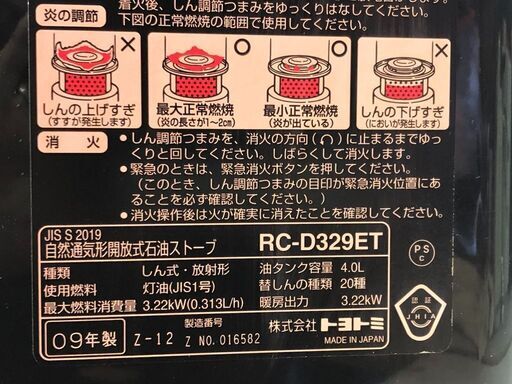 炎の調節
着火後、しん調節つまみをゆっくりはなしてください。
下図の正常燃焼の範囲で使用してください。
しんの上げすぎ
(すすが発生します)
最大正常燃焼
(炎の長さが1~2cm)
最小正常燃焼
(炎が出ている)
しんの下げすぎ
(においが発生します)
消火
●しん調節つまみを、消火の方向(∩)に止まるまでゆっ
くりと回してください。しばらくして消火します。
●緊急のときは、緊急消火ボタンを押してください。
(このとき、しん調節つまみの目印が緊急消火位置にあ
ることを確認してください。)
●消火操作後は火が確実に消えたことを確認してください。
JIS S 2019
自然通気形開放式石油ストーブ RC-D329ET
種類 しん式・放射形 油タンク容量 4.0L
使用燃料 灯油(JIS1号) 替しんの種類 20種
最大燃料消費量 3.22kW(0.313L/h) 暖房出力 3.22kW
09年製 Z-12 製造番号 Z NO.016582 株式会社トヨトミ
MADE IN JAPAN
PS
C
認証
JHIA